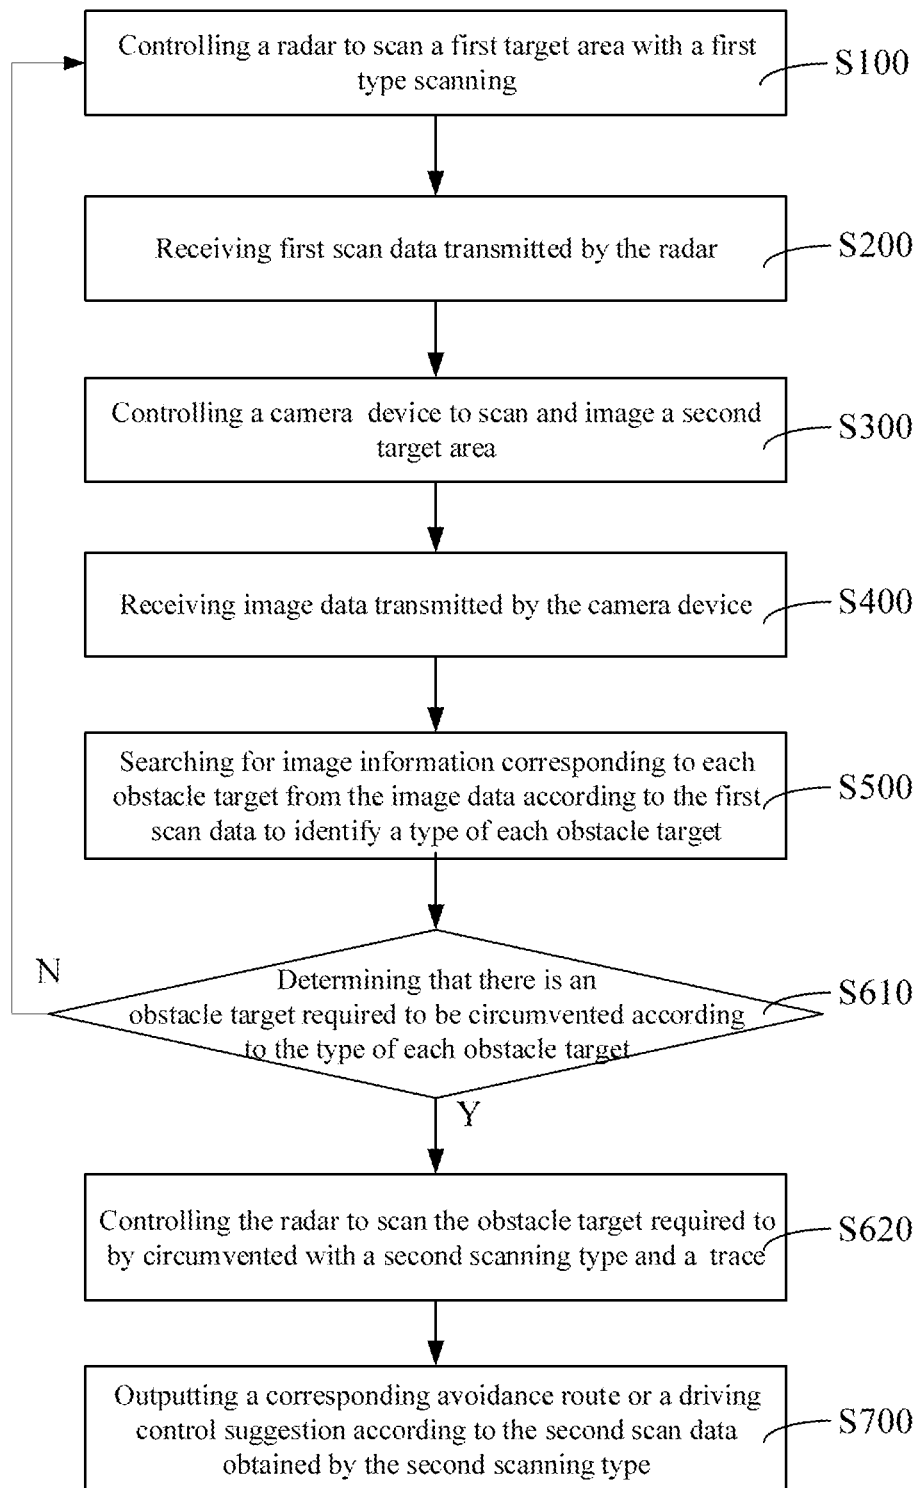 Controlling a radar to scan a first target area with a first
type scanning
S100
Receiving first scan data transmitted by the radar
S200
Controlling a camera device to scan and image a second
target area
S300
Receiving image data transmitted by the camera device
S400
Searching for image information corresponding to each
obstacle target from the image data according to the first
scan data to identify a type of each obstacle target
S500
N
Determining that there is an
obstacle target required to be circumvented according
to the type of each obstacle target
S610
Y
Controlling the radar to scan the obstacle target required to
by circumvented with a second scanning type and a trace
S620
Outputting a corresponding avoidance route or a driving
control suggestion according to the second scan data
obtained by the second scanning type
S700